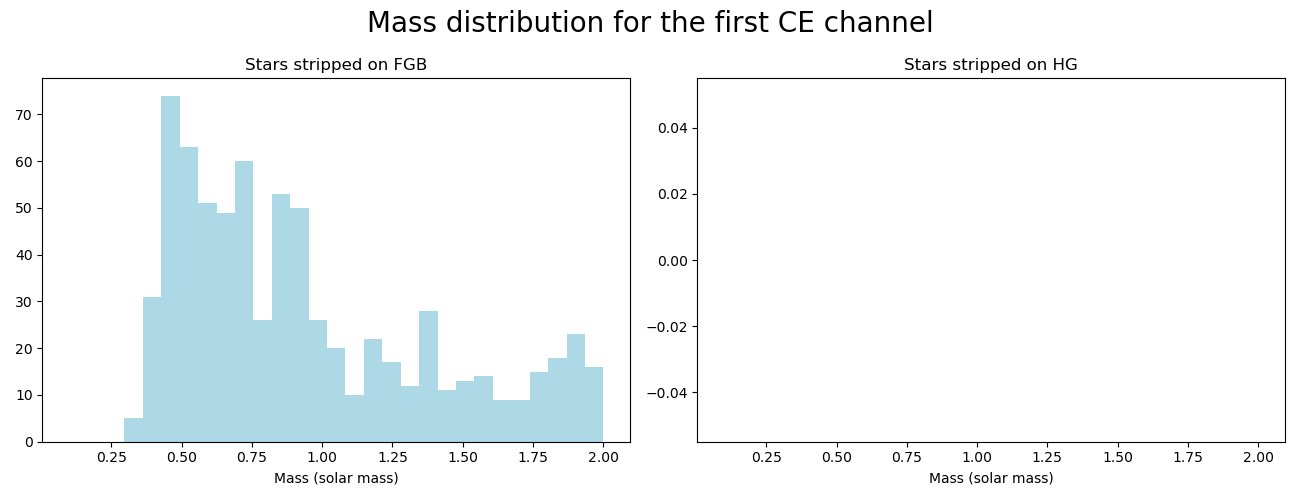 Mass distribution for the first CE channel
Stars stripped on FGB
70
60
50
40
30
20
10
0
0.25 0.50 0.75 1.00 1.25 1.50 1.75 2.00
Mass (solar mass)
Stars stripped on HG
0.04
0.02
0.00
−0.02
−0.04
0.25 0.50 0.75 1.00 1.25 1.50 1.75 2.00
Mass (solar mass)